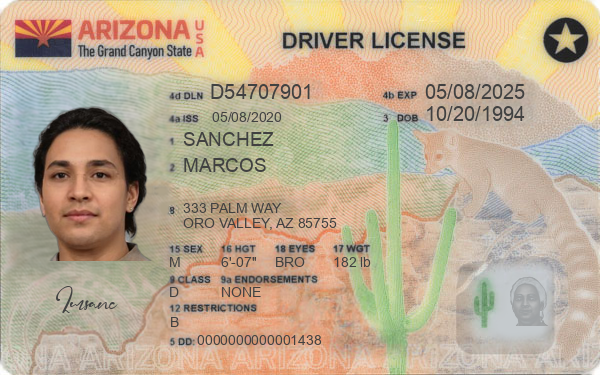 ARIZONA USA
The Grand Canyon State
DRIVER LICENSE
4d DLN D54707901 4b EXP 05/08/2025
4a ISS 05/08/2020 3 DOB 10/20/1994
1 SANCHEZ
2 MARCOS
8 333 PALM WAY
ORO VALLEY, AZ 85755
15 SEX 16 HGT 18 EYES 17 WGT
M 6'-07" BRO 182 lb
9 CLASS 9a ENDORSEMENTS
D NONE
12 RESTRICTIONS
B
5 DD: 0000000000001438
ARIZONA ARIZONA ARIZONA ARIZONA